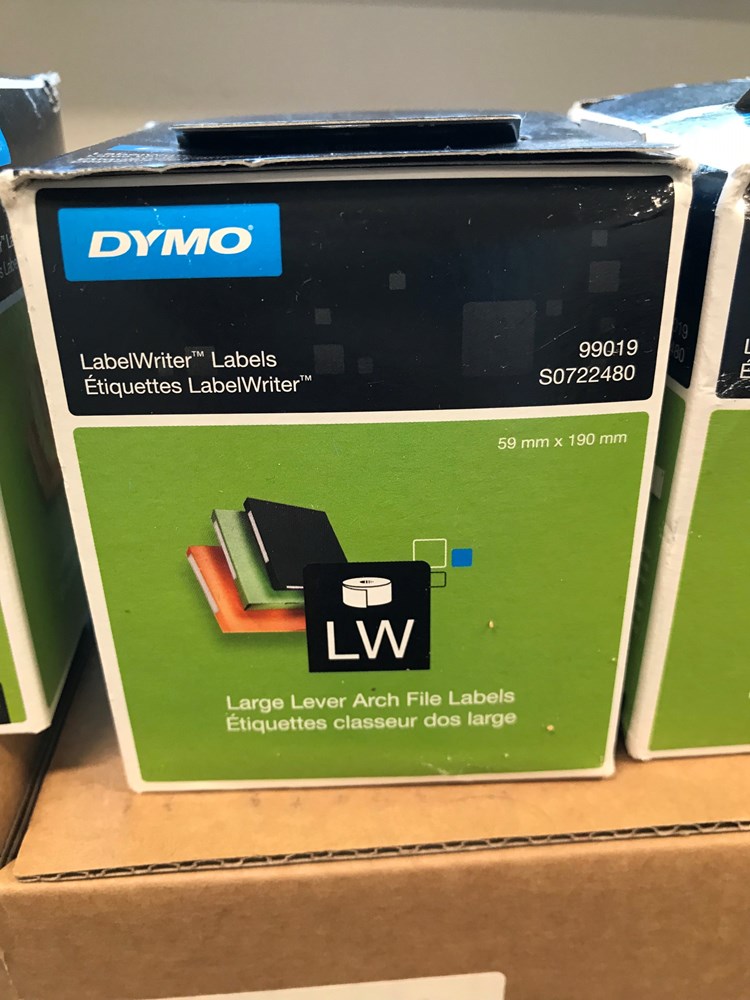 DYMO
LabelWriter™ Labels
Étiquettes LabelWriter™
99019
S0722480
59 mm x 190 mm
LW
Large Lever Arch File Labels
Étiquettes classeur dos large